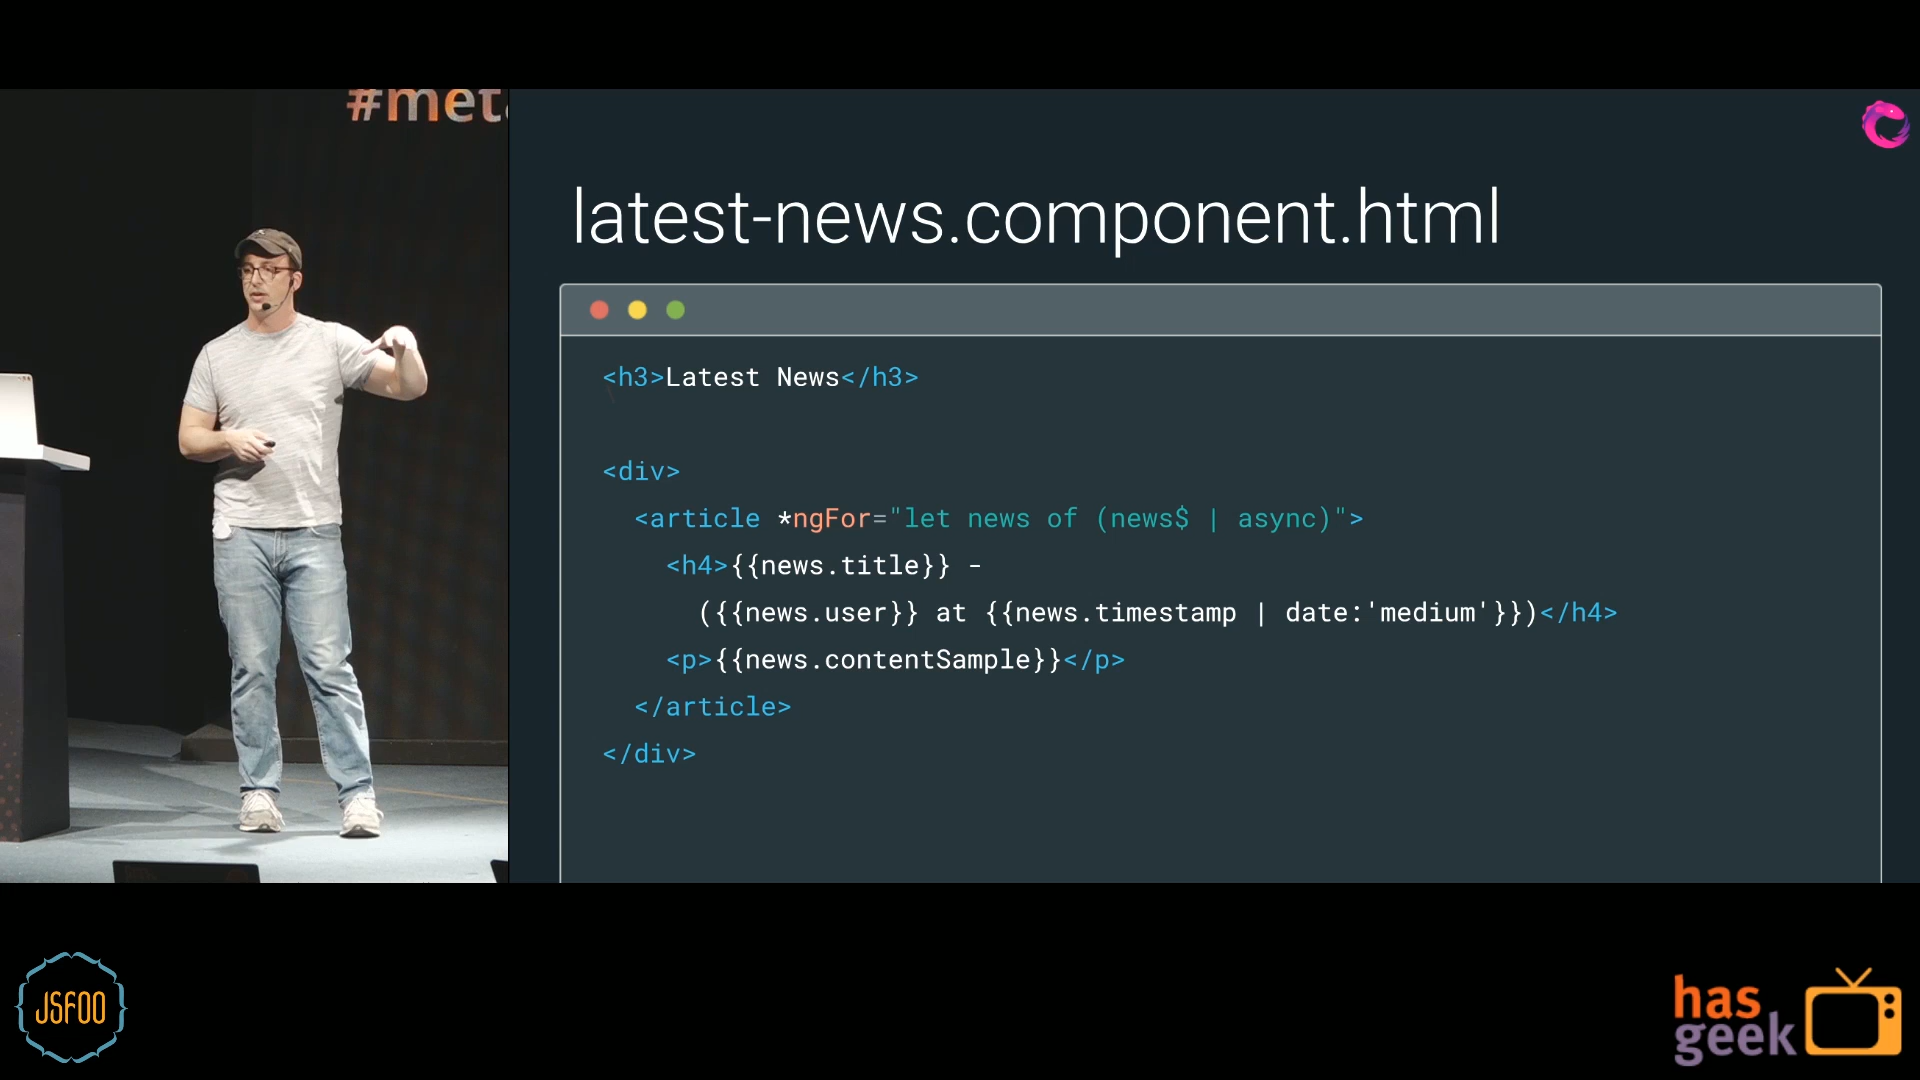 #meta
latest-news.component.html
<h3>Latest News</h3>
<div>
<article *ngFor="let news of (news$ | async)">
<h4>{{news.title}} -
({{news.user}} at {{news.timestamp | date:'medium'}})</h4>
<p>{{news.contentSample}}</p>
</article>
</div>
JSFOO
has
geek